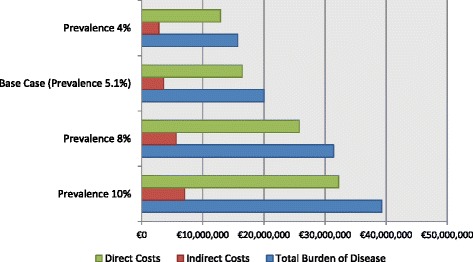 Prevalence 4%
Base Case (Prevalence 5.1%)
Prevalence 8%
Prevalence 10%
€0 €10,000,000 €20,000,000 €30,000,000 €40,000,000 €50,000,000
Direct Costs Indirect Costs Total Burden of Disease